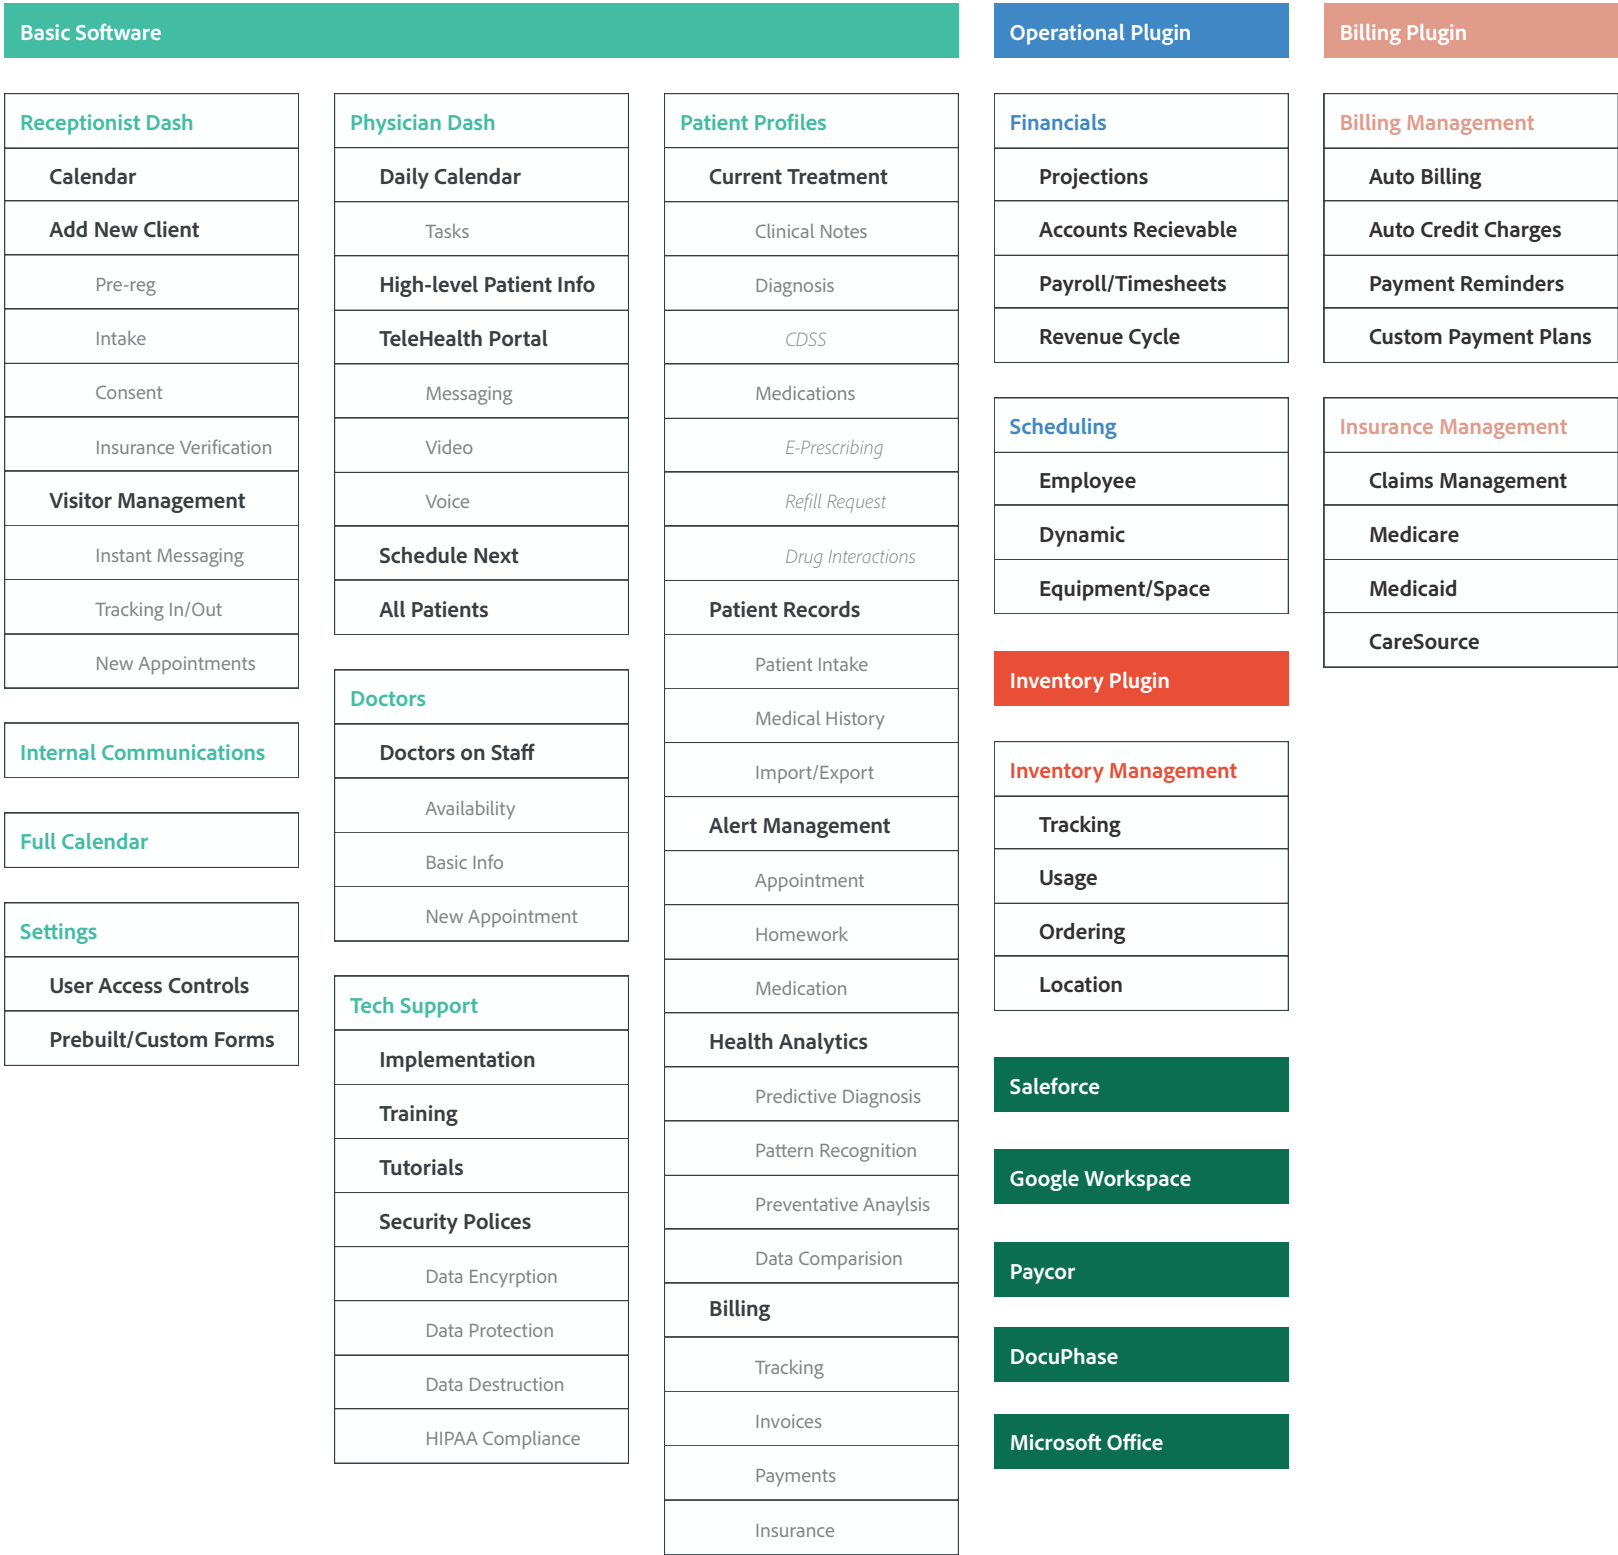 Basic Software
Receptionist Dash
Calendar
Add New Client
Pre-reg
Intake
Consent
Insurance Verification
Visitor Management
Instant Messaging
Tracking In/Out
New Appointments
Internal Communications
Full Calendar
Settings
User Access Controls
Prebuilt/Custom Forms
Physician Dash
Daily Calendar
Tasks
High-level Patient Info
TeleHealth Portal
Messaging
Video
Voice
Schedule Next
All Patients
Doctors
Doctors on Staff
Availability
Basic Info
New Appointment
Tech Support
Implementation
Training
Tutorials
Security Polices
Data Encyrption
Data Protection
Data Destruction
HIPAA Compliance
Patient Profiles
Current Treatment
Clinical Notes
Diagnosis
CDSS
Medications
E-Prescribing
Refill Request
Drug Interactions
Patient Records
Patient Intake
Medical History
Import/Export
Alert Management
Appointment
Homework
Medication
Health Analytics
Predictive Diagnosis
Pattern Recognition
Preventative Anaylsis
Data Comparision
Billing
Tracking
Invoices
Payments
Insurance
Operational Plugin
Financials
Projections
Accounts Recievable
Payroll/Timesheets
Revenue Cycle
Scheduling
Employee
Dynamic
Equipment/Space
Inventory Plugin
Inventory Management
Tracking
Usage
Ordering
Location
Saleforce
Google Workspace
Paycor
DocuPhase
Microsoft Office
Billing Plugin
Billing Management
Auto Billing
Auto Credit Charges
Payment Reminders
Custom Payment Plans
Insurance Management
Claims Management
Medicare
Medicaid
CareSource